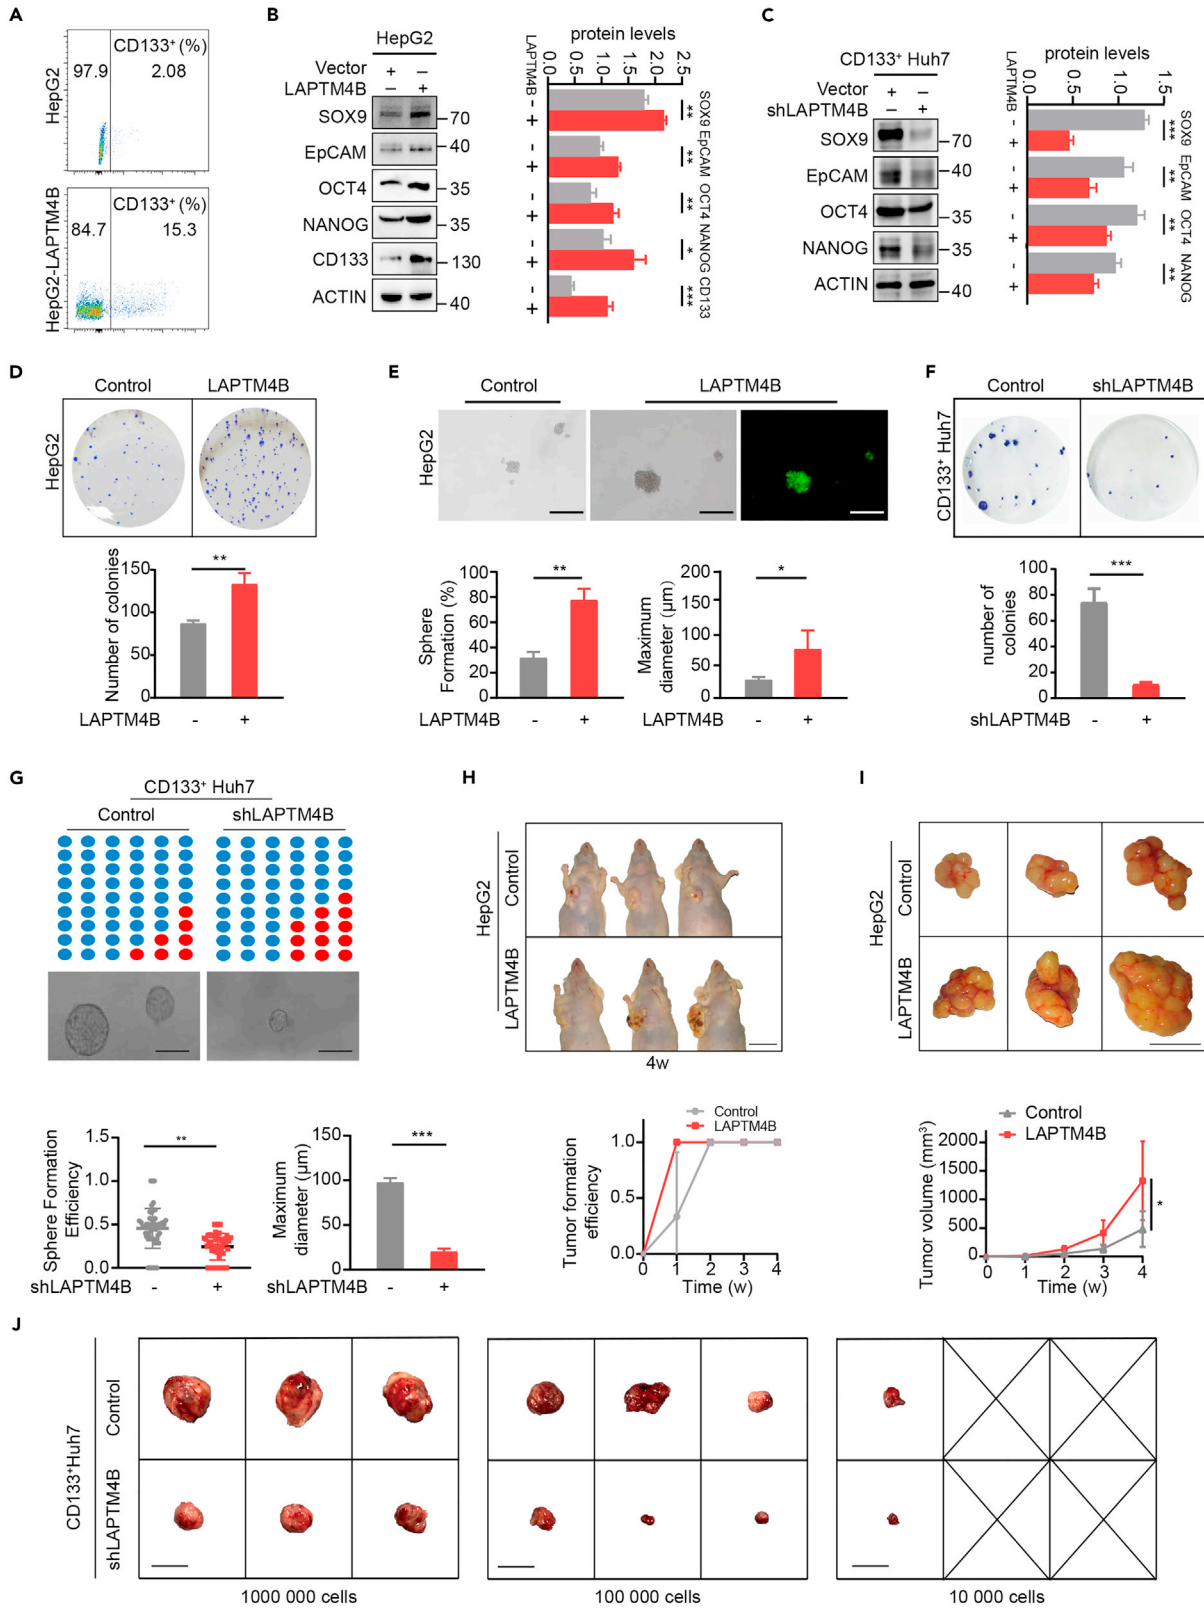 A
HepG2
CD133+ (%)
97.9 2.08
HepG2-LAPTM4B
CD133+ (%)
84.7 15.3
B
HepG2
Vector + –
LAPTM4B – +
SOX9 70
EpCAM 40
OCT4 35
NANOG 35
CD133 130
ACTIN 40
protein levels
LAPTM4B 0.0 0.5 1.0 1.5 2.0 2.5
- + SOX9 **
- + EpCAM **
- + OCT4 **
- + NANOG *
- + CD133 ***
C
CD133+ Huh7
Vector + –
shLAPTM4B – +
SOX9 70
EpCAM 40
OCT4 35
NANOG 35
ACTIN 40
protein levels
LAPTM4B 0.0 0.5 1.0 1.5
- + SOX9 ***
- + EpCAM **
- + OCT4 **
- + NANOG **
D
Control LAPTM4B
HepG2
Number of colonies
150
100
50
0
**
LAPTM4B - +
E
Control LAPTM4B
HepG2
Sphere Formation (%)
100
80
60
40
20
0
**
LAPTM4B - +
Maximum diameter (μm)
200
150
100
50
0
*
LAPTM4B - +
F
Control shLAPTM4B
CD133+ Huh7
number of colonies
100
80
60
40
20
0
***
shLAPTM4B - +
G
CD133+ Huh7
Control shLAPTM4B
Sphere Formation Efficiency
1.5
1.0
0.5
0.0
**
shLAPTM4B - +
Maximum diameter (μm)
150
100
50
0
***
shLAPTM4B - +
H
HepG2
Control
LAPTM4B
4w
Control
LAPTM4B
Tumor formation efficiency
1.0
0.5
0.0
0 1 2 3 4
Time (w)
I
HepG2
Control
LAPTM4B
Control
LAPTM4B
Tumor volume (mm3)
2000
1500
1000
500
0
*
0 1 2 3 4
Time (w)
J
CD133+Huh7
Control
shLAPTM4B
1000 000 cells 100 000 cells 10 000 cells